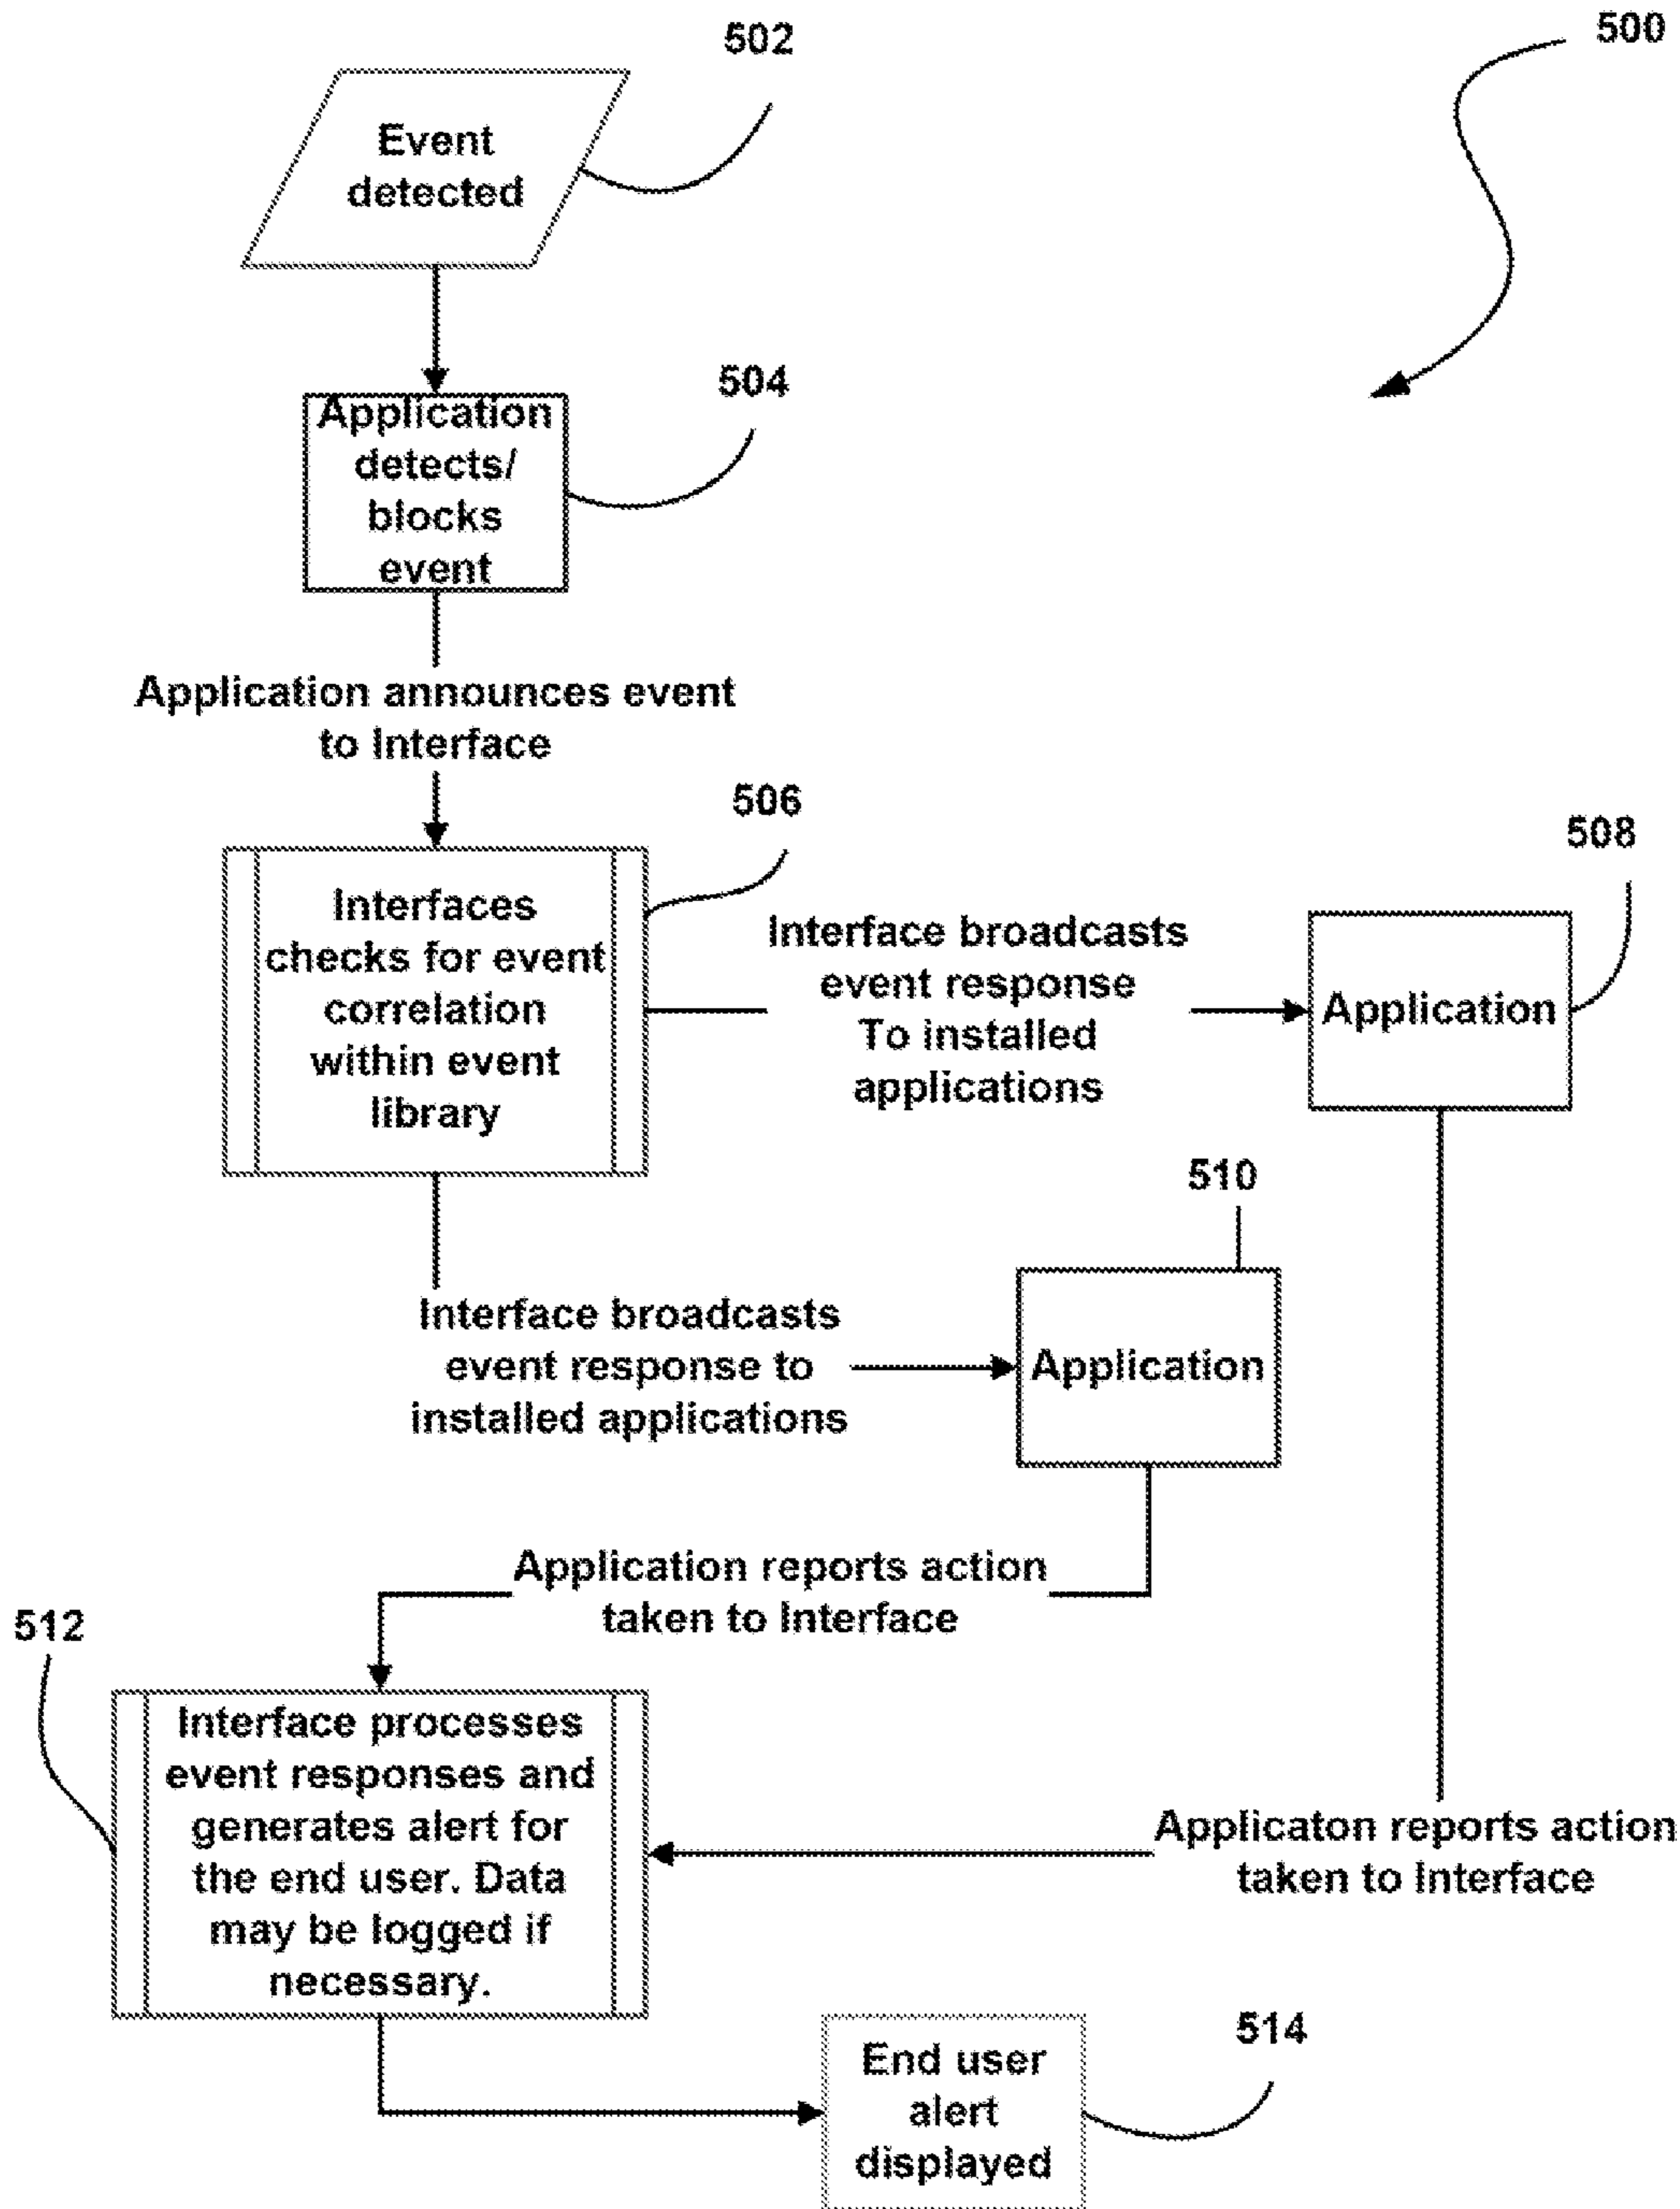 502
500
Event
detected
504
Application
detects/
blocks
event
Application announces event
to Interface
506
508
Interfaces
checks for event
correlation
within event
library
Interface broadcasts
event response
To installed
applications
Application
510
Interface broadcasts
event response to
installed applications
Application
Application reports action
taken to Interface
512
Interface processes
event responses and
generates alert for
the end user. Data
may be logged if
necessary.
Applicaton reports action
taken to Interface
514
End user
alert
displayed